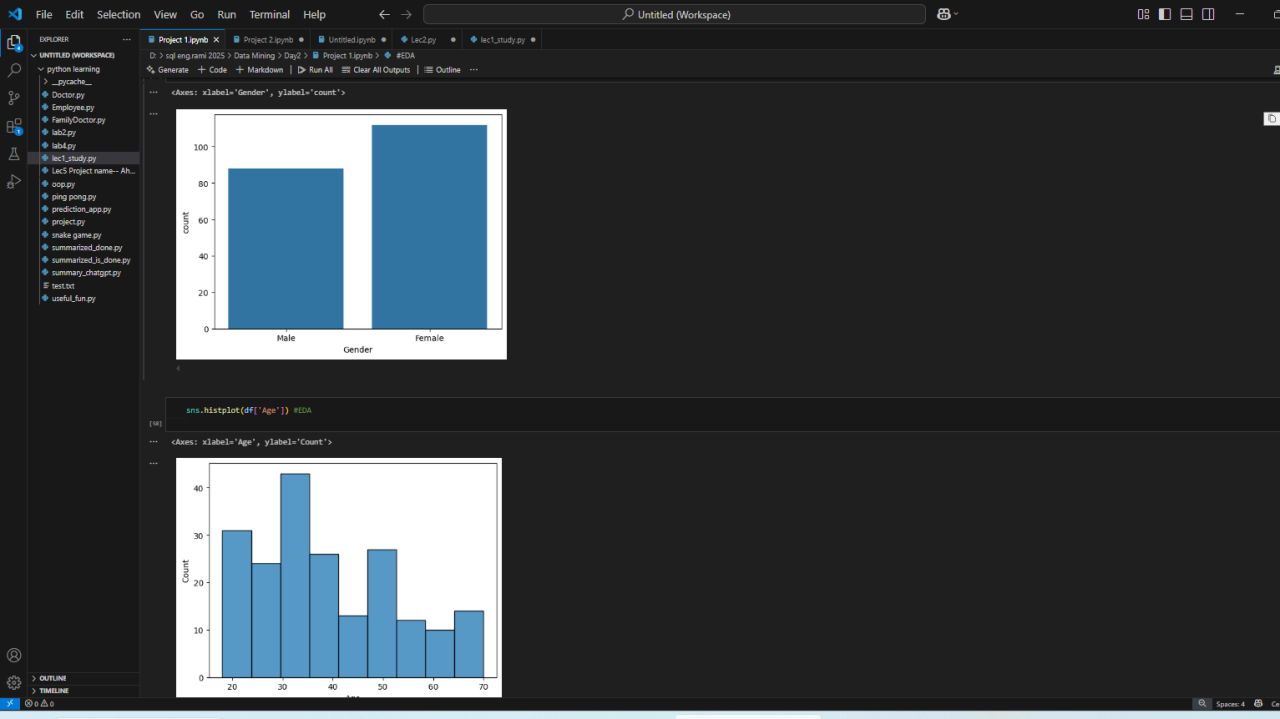 File Edit Selection View Go Run Terminal Help
Untitled (Workspace)
EXPLORER ...
Project 1.ipynb
Project 2.ipynb
Untitled.ipynb
Lec2.py
lec1_study.py
UNTITLED (WORKSPACE)
D: > sql eng.rami 2025 > Data Mining > Day2 > Project 1.ipynb > #EDA
python learning
Generate + Code + Markdown | Run All Clear All Outputs | Outline ...
__pycache__
Doctor.py
Employee.py
FamilyDoctor.py
lab2.py
lab4.py
lec1_study.py
Lec5 Project name-- Ah...
oop.py
ping pong.py
prediction_app.py
project.py
snake game.py
summarized_done.py
summarized_is_done.py
summary_chatgpt.py
test.txt
useful_fun.py
<Axes: xlabel='Gender', ylabel='count'>
100
80
60
40
20
0
count
Male Female
Gender
sns.histplot(df['Age']) #EDA
[58]
<Axes: xlabel='Age', ylabel='Count'>
40
30
20
10
0
Count
20 30 40 50 60 70
OUTLINE
TIMELINE
0 0
Spaces: 4